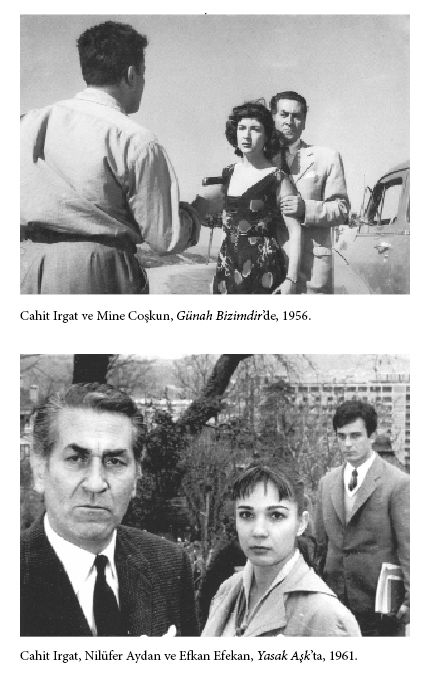 Cahit Irgat ve Mine Coşkun, Günah Bizimdir’de, 1956.
Cahit Irgat, Nilüfer Aydan ve Efkan Efekan, Yasak Aşk’ta, 1961.